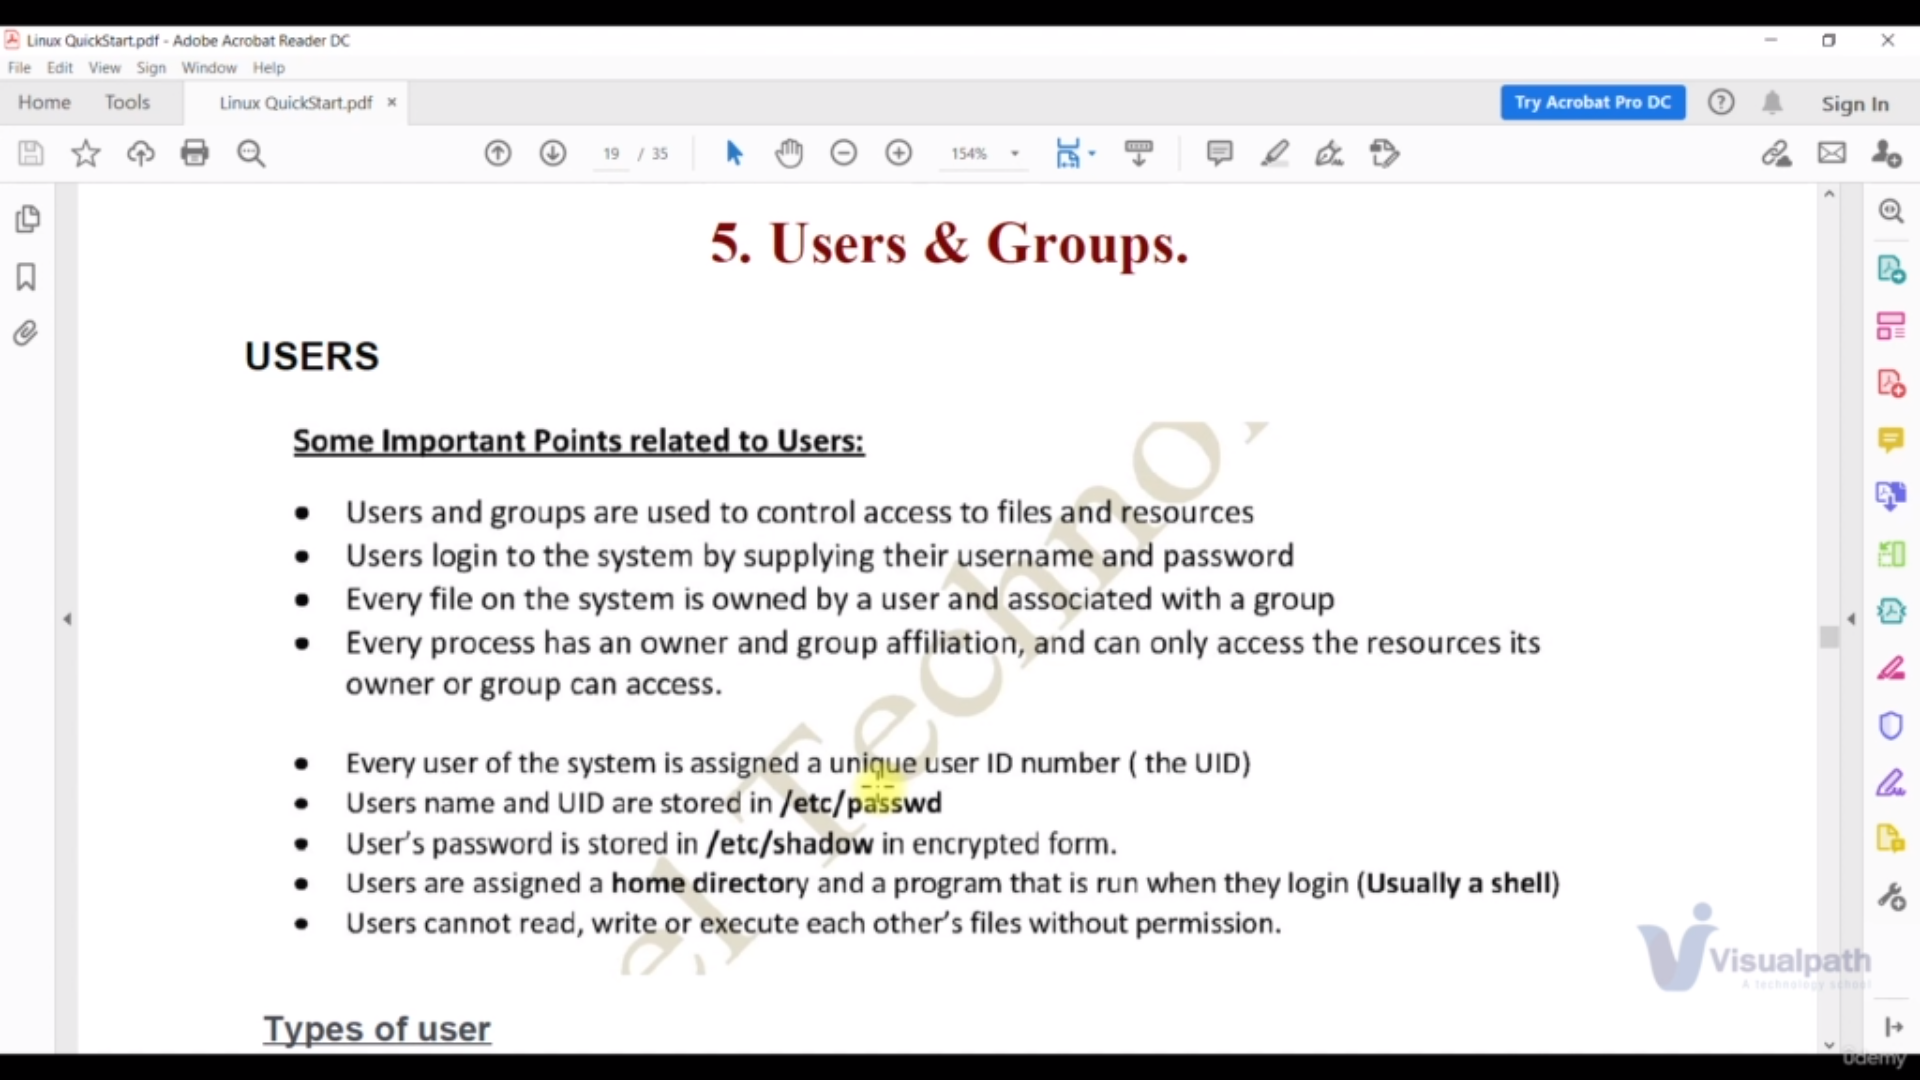 Linux QuickStart.pdf - Adobe Acrobat Reader DC
File Edit View Sign Window Help
Home Tools Linux QuickStart.pdf × Try Acrobat Pro DC Sign In
19 / 35 154%
5. Users & Groups.
USERS
Some Important Points related to Users:
• Users and groups are used to control access to files and resources
• Users login to the system by supplying their username and password
• Every file on the system is owned by a user and associated with a group
• Every process has an owner and group affiliation, and can only access the resources its
owner or group can access.
• Every user of the system is assigned a unique user ID number ( the UID)
• Users name and UID are stored in /etc/passwd
• User’s password is stored in /etc/shadow in encrypted form.
• Users are assigned a home directory and a program that is run when they login (Usually a shell)
• Users cannot read, write or execute each other’s files without permission.
el Techno
Visualpath
A technology school
Types of user
ûdemy